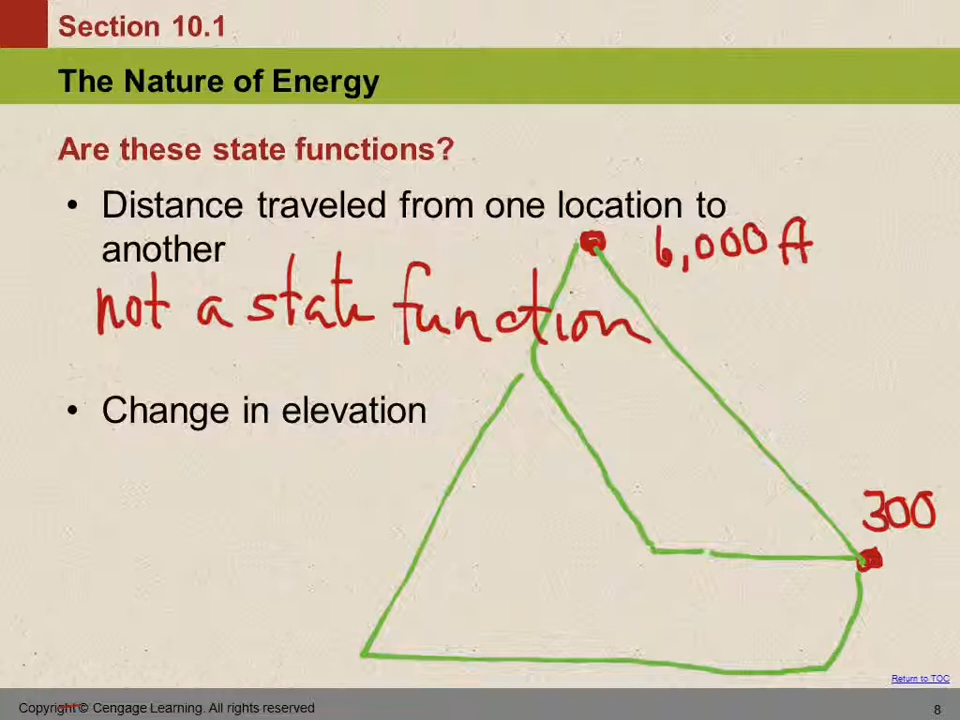 Section 10.1
The Nature of Energy
Are these state functions?
• Distance traveled from one location to
another
6,000 ft
not a state function
• Change in elevation
300
Return to TOC
Copyright © Cengage Learning. All rights reserved
8